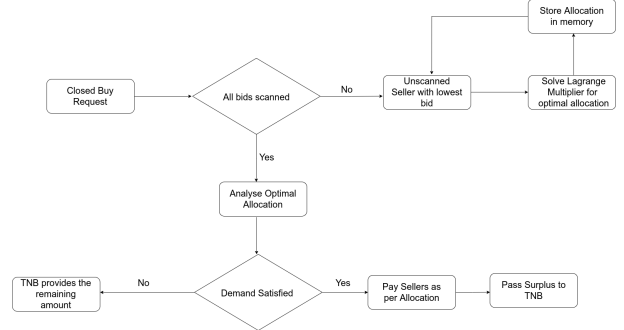 Store Allocation
in memory
Closed Buy
Request
All bids scanned
No
Unscanned
Seller with lowest
bid
Solve Lagrange
Multiplier for
optimal allocation
Yes
Analyse Optimal
Allocation
TNB provides the
remaining
amount
No
Demand Satisfied
Yes
Pay Sellers as
per Allocation
Pass Surplus to
TNB